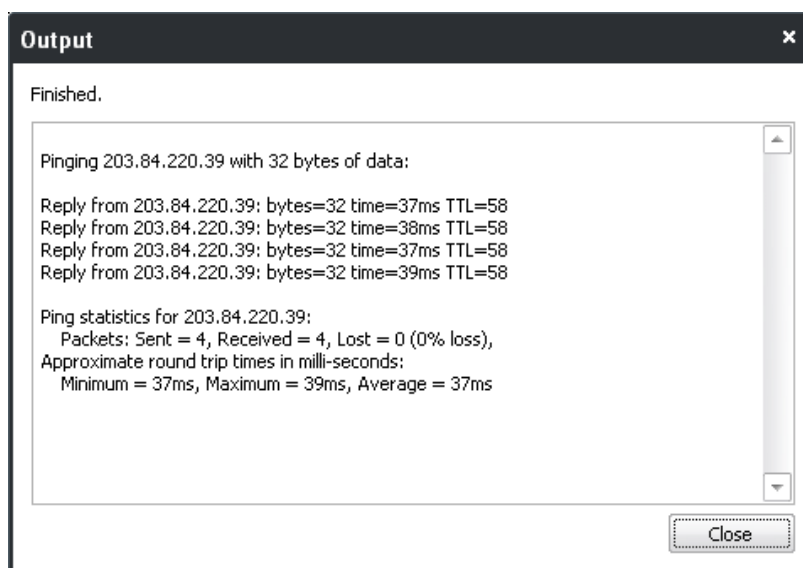 Output
Finished.
Pinging 203.84.220.39 with 32 bytes of data:
Reply from 203.84.220.39: bytes=32 time=37ms TTL=58
Reply from 203.84.220.39: bytes=32 time=38ms TTL=58
Reply from 203.84.220.39: bytes=32 time=37ms TTL=58
Reply from 203.84.220.39: bytes=32 time=39ms TTL=58
Ping statistics for 203.84.220.39:
Packets: Sent = 4, Received = 4, Lost = 0 (0% loss),
Approximate round trip times in milli-seconds:
Minimum = 37ms, Maximum = 39ms, Average = 37ms
Close